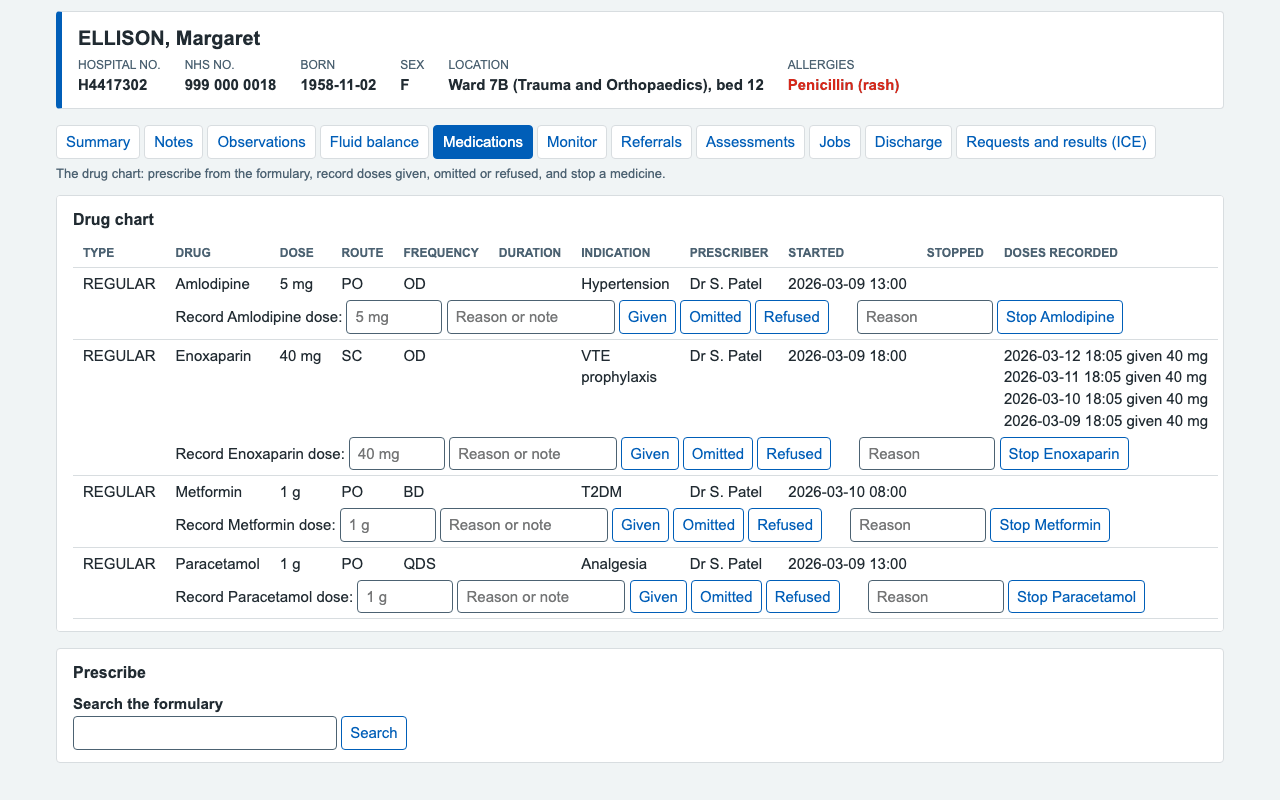 ELLISON, Margaret
HOSPITAL NO. NHS NO. BORN SEX LOCATION ALLERGIES
H4417302 999 000 0018 1958-11-02 F Ward 7B (Trauma and Orthopaedics), bed 12 Penicillin (rash)
Summary Notes Observations Fluid balance Medications Monitor Referrals Assessments Jobs Discharge Requests and results (ICE)
The drug chart: prescribe from the formulary, record doses given, omitted or refused, and stop a medicine.
Drug chart
TYPE DRUG DOSE ROUTE FREQUENCY DURATION INDICATION PRESCRIBER STARTED STOPPED DOSES RECORDED
REGULAR Amlodipine 5 mg PO OD Hypertension Dr S. Patel 2026-03-09 13:00
Record Amlodipine dose: 5 mg Reason or note Given Omitted Refused Reason Stop Amlodipine
REGULAR Enoxaparin 40 mg SC OD VTE Dr S. Patel 2026-03-09 18:00 2026-03-12 18:05 given 40 mg
prophylaxis 2026-03-11 18:05 given 40 mg
2026-03-10 18:05 given 40 mg
2026-03-09 18:05 given 40 mg
Record Enoxaparin dose: 40 mg Reason or note Given Omitted Refused Reason Stop Enoxaparin
REGULAR Metformin 1 g PO BD T2DM Dr S. Patel 2026-03-10 08:00
Record Metformin dose: 1 g Reason or note Given Omitted Refused Reason Stop Metformin
REGULAR Paracetamol 1 g PO QDS Analgesia Dr S. Patel 2026-03-09 13:00
Record Paracetamol dose: 1 g Reason or note Given Omitted Refused Reason Stop Paracetamol
Prescribe
Search the formulary
Search